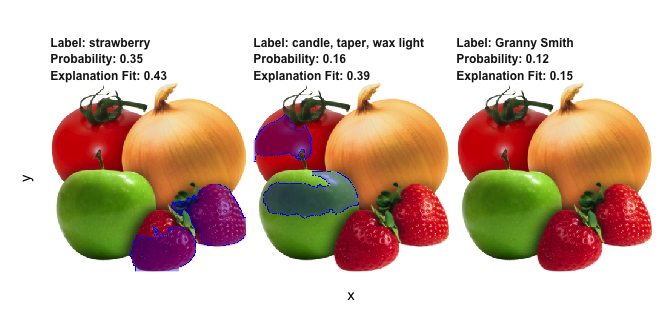 Label: strawberry
Probability: 0.35
Explanation Fit: 0.43
Label: candle, taper, wax light
Probability: 0.16
Explanation Fit: 0.39
Label: Granny Smith
Probability: 0.12
Explanation Fit: 0.15
y
x